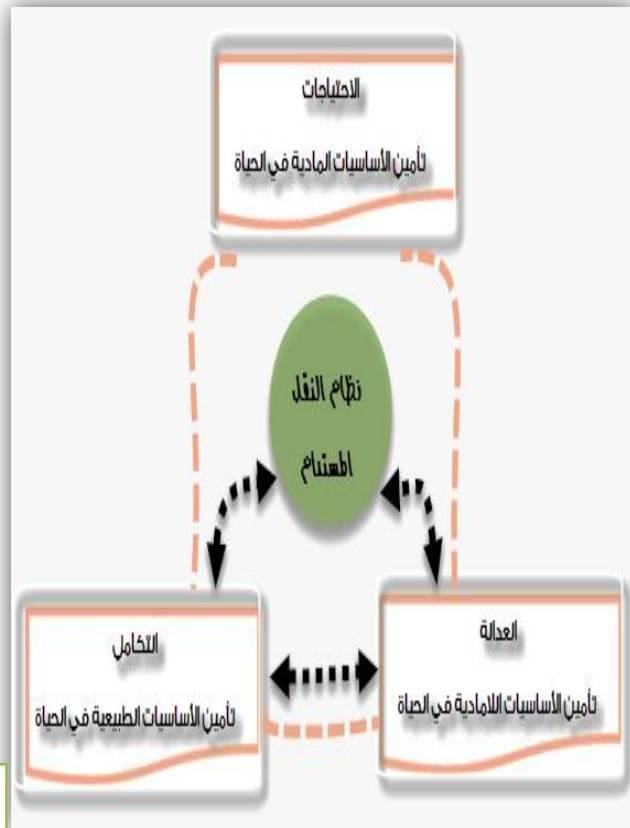 الاحتياجات
تأمين الأساسيات المادية في الحياة
نظام النقل
المستدام
العدالة
تأمين الأساسيات اللامادية في الحياة
التكامل
تأمين الأساسيات الطبيعية في الحياة